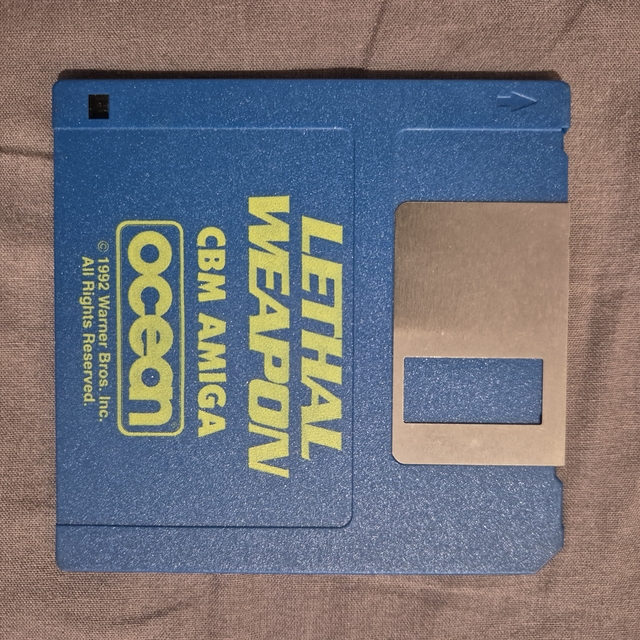 LETHAL
WEAPON
CBM AMIGA
ocean
© 1992 Warner Bros. Inc.
All Rights Reserved.